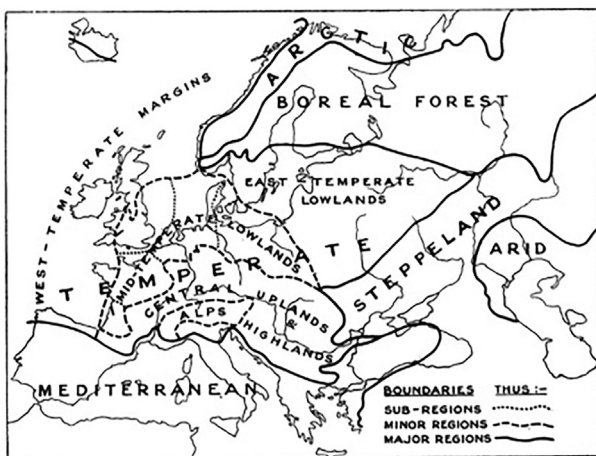 ARCTIC
BOREAL FOREST
WEST-TEMPERATE MARGINS
EAST-TEMPERATE
LOWLANDS
MID-TEMPERATE LOWLANDS
TEMPERATE
STEPPELAND
ARID
CENTRAL UPLANDS
&
HIGHLANDS
ALPS
MEDITERRANEAN
BOUNDARIES THUS:-
SUB-REGIONS
MINOR REGIONS
MAJOR REGIONS